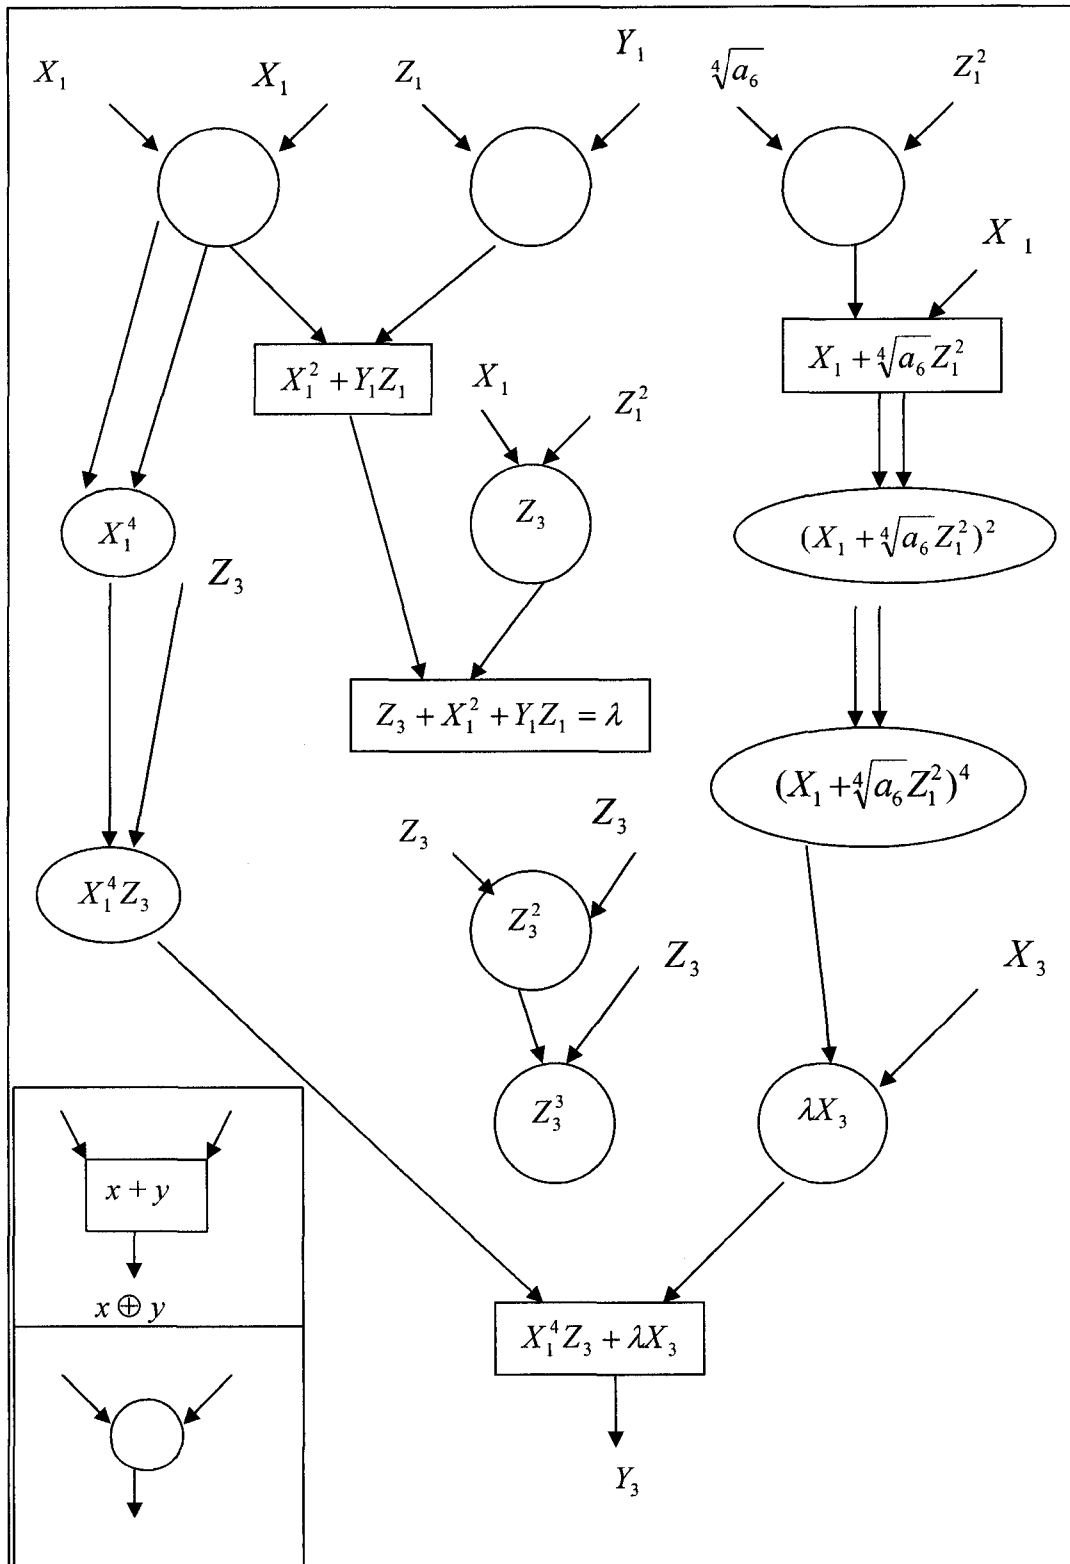 X₁ X₁ Z₁ Y₁ ∜a₆ Z₁²
X₁
X₁² + Y₁Z₁
X₁ + ∜a₆ Z₁²
X₁ Z₁²
X₁⁴
Z₃
(X₁ + ∜a₆ Z₁²)²
Z₃
Z₃ + X₁² + Y₁Z₁ = λ
(X₁ + ∜a₆ Z₁²)⁴
Z₃ Z₃
X₁⁴Z₃
Z₃²
Z₃
X₃
Z₃³
λX₃
x + y
x ⊕ y
X₁⁴Z₃ + λX₃
Y₃